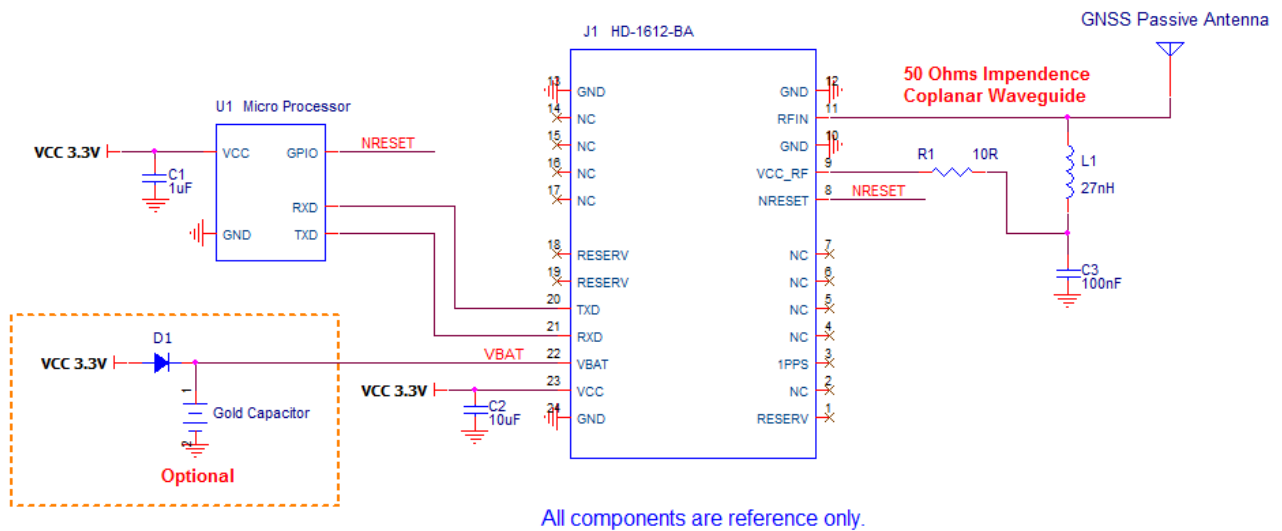 GNSS Passive Antenna
J1 HD-1612-BA
50 Ohms Impendence
Coplanar Waveguide
U1 Micro Processor
VCC 3.3V
VCC GPIO NRESET
C1
1uF
RXD
GND TXD
13 GND
14 NC
15 NC
16 NC
17 NC
18 RESERV
19 RESERV
20 TXD
21 RXD
VBAT 22 VBAT
VCC 3.3V 23 VCC
24 GND
C2
10uF
GND 12
RFIN 11
GND 10
VCC_RF 9
NRESET 8 NRESET
NC 7
NC 6
NC 5
NC 4
1PPS 3
NC 2
RESERV 1
R1 10R
L1
27nH
C3
100nF
D1
VCC 3.3V
1
Gold Capacitor
2
Optional
All components are reference only.